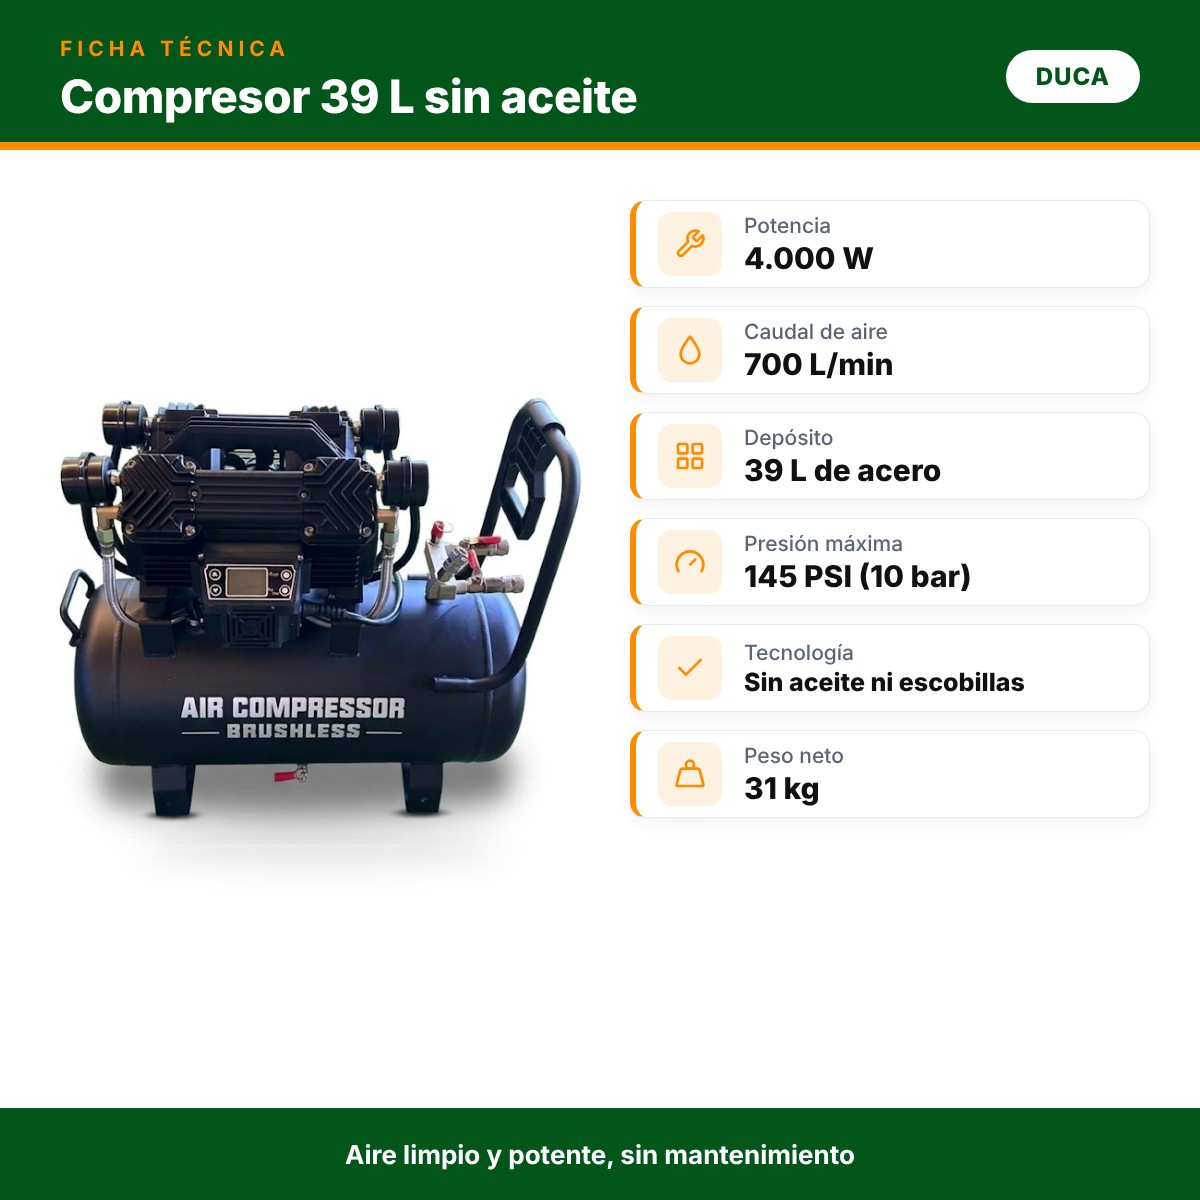 FICHA TÉCNICA
Compresor 39 L sin aceite
DUCA
Potencia
4.000 W
Caudal de aire
700 L/min
Depósito
39 L de acero
Presión máxima
145 PSI (10 bar)
Tecnología
Sin aceite ni escobillas
Peso neto
31 kg
AIR COMPRESSOR
BRUSHLESS
Aire limpio y potente, sin mantenimiento